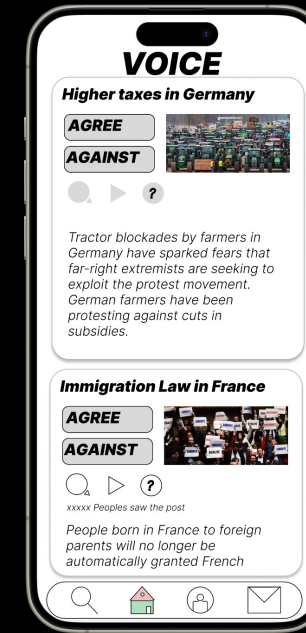 VOICE
Higher taxes in Germany
AGREE
AGAINST
?
Tractor blockades by farmers in
Germany have sparked fears that
far-right extremists are seeking to
exploit the protest movement.
German farmers have been
protesting against cuts in
subsidies.
Immigration Law in France
AGREE
AGAINST
?
xxxxx Peoples saw the post
People born in France to foreign
parents will no longer be
automatically granted French